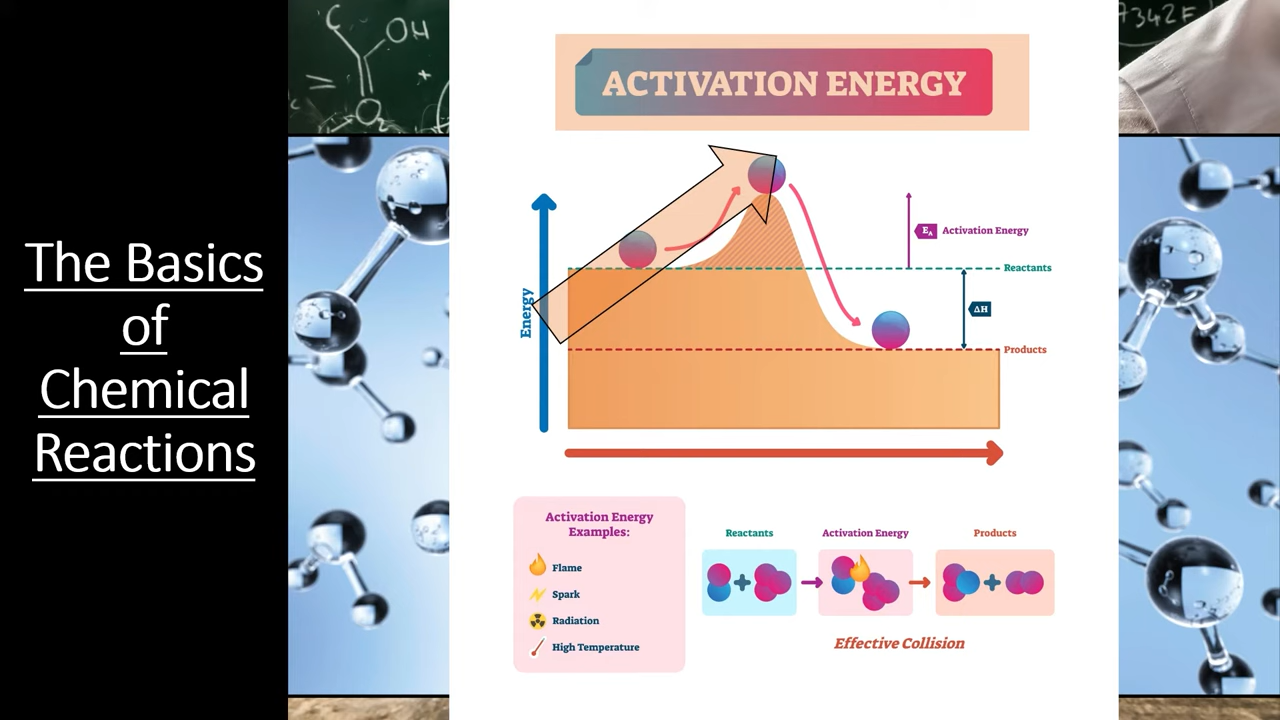 The Basics
of
Chemical
Reactions
C
OH
O
7342F
ACTIVATION ENERGY
Energy
EA Activation Energy
Reactants
ΔH
Products
Activation Energy
Examples:
Flame
Spark
Radiation
High Temperature
Reactants
Activation Energy
Products
Effective Collision